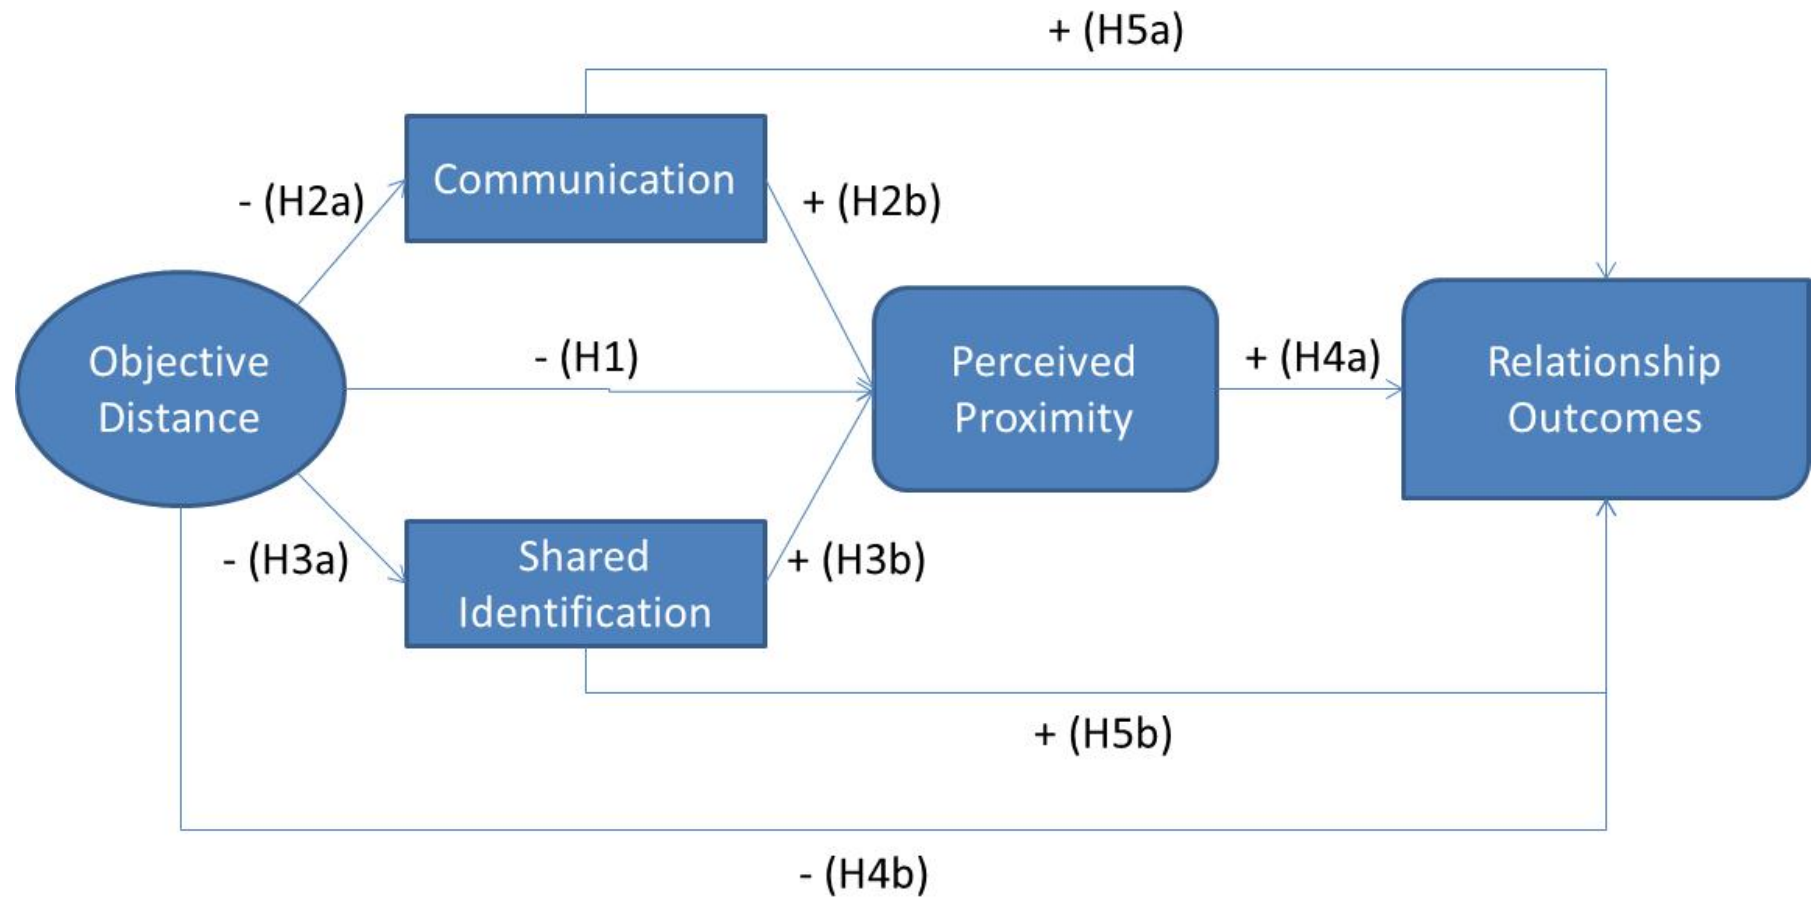 + (H5a)
Communication
- (H2a)
+ (H2b)
Objective
Distance
- (H1)
Perceived
Proximity
+ (H4a)
Relationship
Outcomes
- (H3a)
Shared
Identification
+ (H3b)
+ (H5b)
- (H4b)